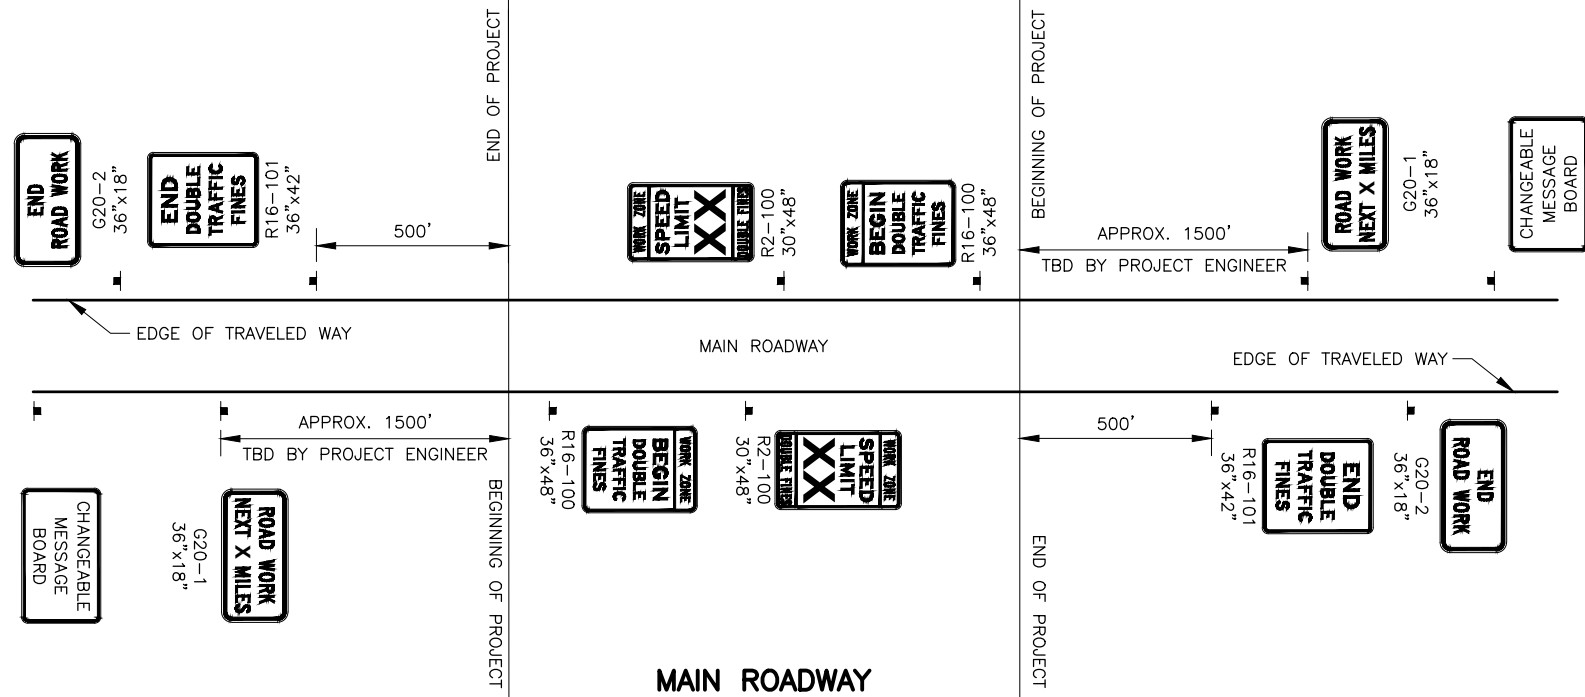 END OF PROJECT
BEGINNING OF PROJECT
END
ROAD WORK
G20-2
36"x18"
END
DOUBLE
TRAFFIC
FINES
R16-101
36"x42"
500'
WORK ZONE
SPEED
LIMIT
XX
DOUBLE FINES
R2-100
30"x48"
WORK ZONE
BEGIN
DOUBLE
TRAFFIC
FINES
R16-100
36"x48"
APPROX. 1500'
TBD BY PROJECT ENGINEER
ROAD WORK
NEXT X MILES
G20-1
36"x18"
CHANGEABLE
MESSAGE
BOARD
EDGE OF TRAVELED WAY
MAIN ROADWAY
EDGE OF TRAVELED WAY
CHANGEABLE
MESSAGE
BOARD
APPROX. 1500'
TBD BY PROJECT ENGINEER
ROAD WORK
NEXT X MILES
G20-1
36"x18"
BEGINNING OF PROJECT
WORK ZONE
BEGIN
DOUBLE
TRAFFIC
FINES
R16-100
36"x48"
WORK ZONE
SPEED
LIMIT
XX
DOUBLE FINES
R2-100
30"x48"
END OF PROJECT
500'
END
DOUBLE
TRAFFIC
FINES
R16-101
36"x42"
END
ROAD WORK
G20-2
36"x18"
MAIN ROADWAY